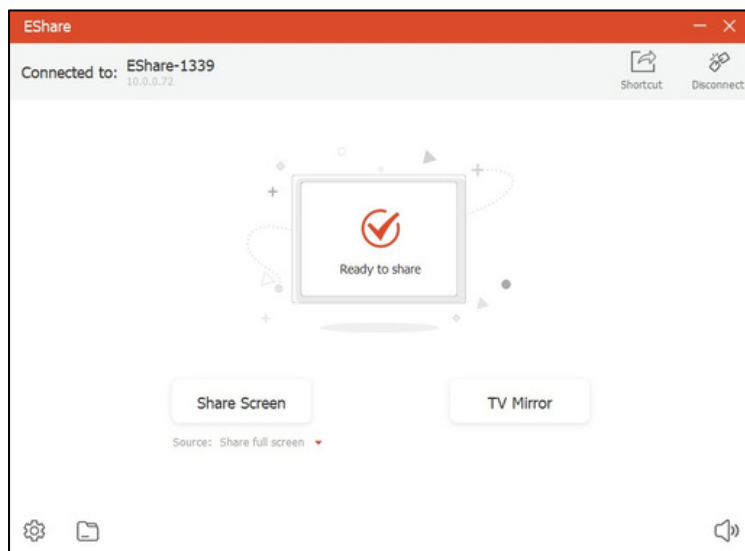 EShare
Connected to: EShare-1339
10.0.0.72
Shortcut
Disconnect
Ready to share
Share Screen
TV Mirror
Source: Share full screen